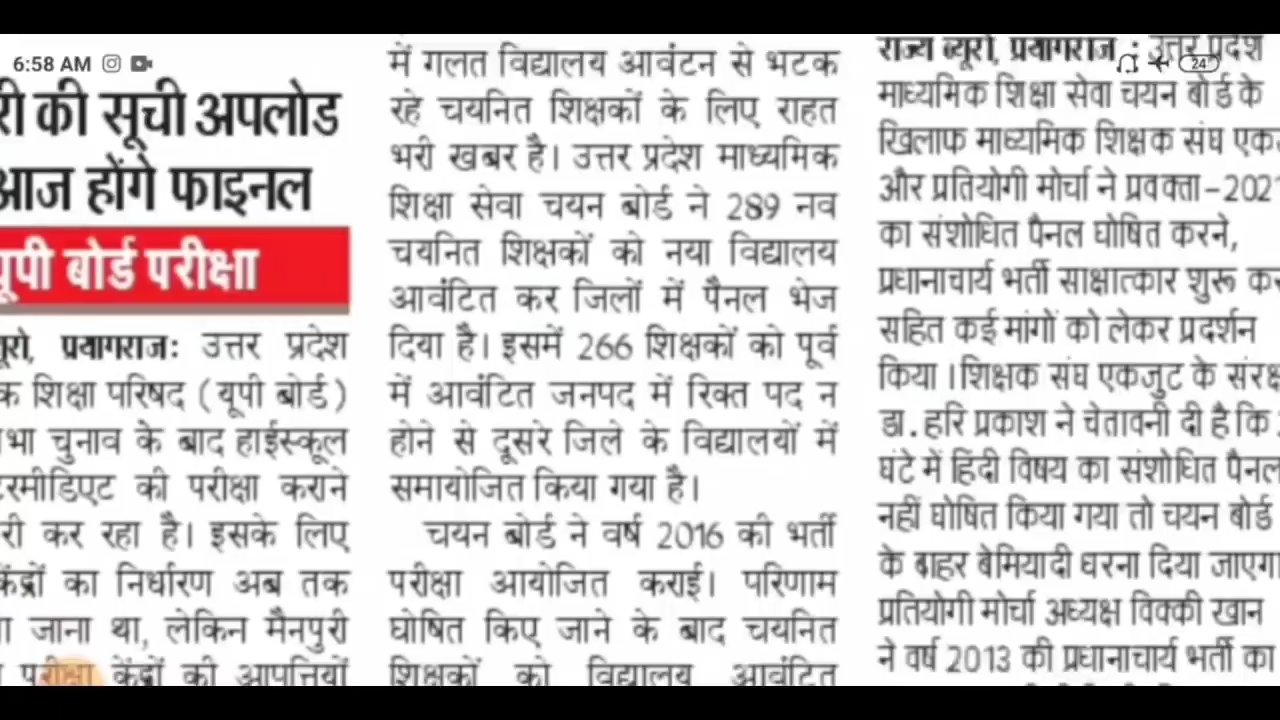 6:58 AM
24
री की सूची अपलोड
आज होंगे फाइनल
यूपी बोर्ड परीक्षा
यूरो, प्रयागराज: उत्तर प्रदेश
क शिक्षा परिषद (यूपी बोर्ड)
भा चुनाव के बाद हाईस्कूल
टरमीडिएट की परीक्षा कराने
री कर रहा है। इसके लिए
केंद्रों का निर्धारण अब तक
ा जाना था, लेकिन मैनपुरी
परीक्षा केंद्रों की आपत्तियों
में गलत विद्यालय आवंटन से भटक
रहे चयनित शिक्षकों के लिए राहत
भरी खबर है। उत्तर प्रदेश माध्यमिक
शिक्षा सेवा चयन बोर्ड ने 289 नव
चयनित शिक्षकों को नया विद्यालय
आवंटित कर जिलों में पैनल भेज
दिया है। इसमें 266 शिक्षकों को पूर्व
में आवंटित जनपद में रिक्त पद न
होने से दूसरे जिले के विद्यालयों में
समायोजित किया गया है।
चयन बोर्ड ने वर्ष 2016 की भर्ती
परीक्षा आयोजित कराई। परिणाम
घोषित किए जाने के बाद चयनित
शिक्षकों को विद्यालय आवंटित
राज्य ब्यूरो, प्रयागराज : उत्तर प्रदेश
माध्यमिक शिक्षा सेवा चयन बोर्ड के
खिलाफ माध्यमिक शिक्षक संघ एक
और प्रतियोगी मोर्चा ने प्रवक्ता-2021
का संशोधित पैनल घोषित करने,
प्रधानाचार्य भर्ती साक्षात्कार शुरू कर
सहित कई मांगों को लेकर प्रदर्शन
किया ।शिक्षक संघ एकजुट के संरक्ष
डा. हरि प्रकाश ने चेतावनी दी है कि
घंटे में हिंदी विषय का संशोधित पैनल
नहीं घोषित किया गया तो चयन बोर्ड
के बाहर बेमियादी धरना दिया जाएगा
प्रतियोगी मोर्चा अध्यक्ष विक्की खान
ने वर्ष 2013 की प्रधानाचार्य भर्ती का